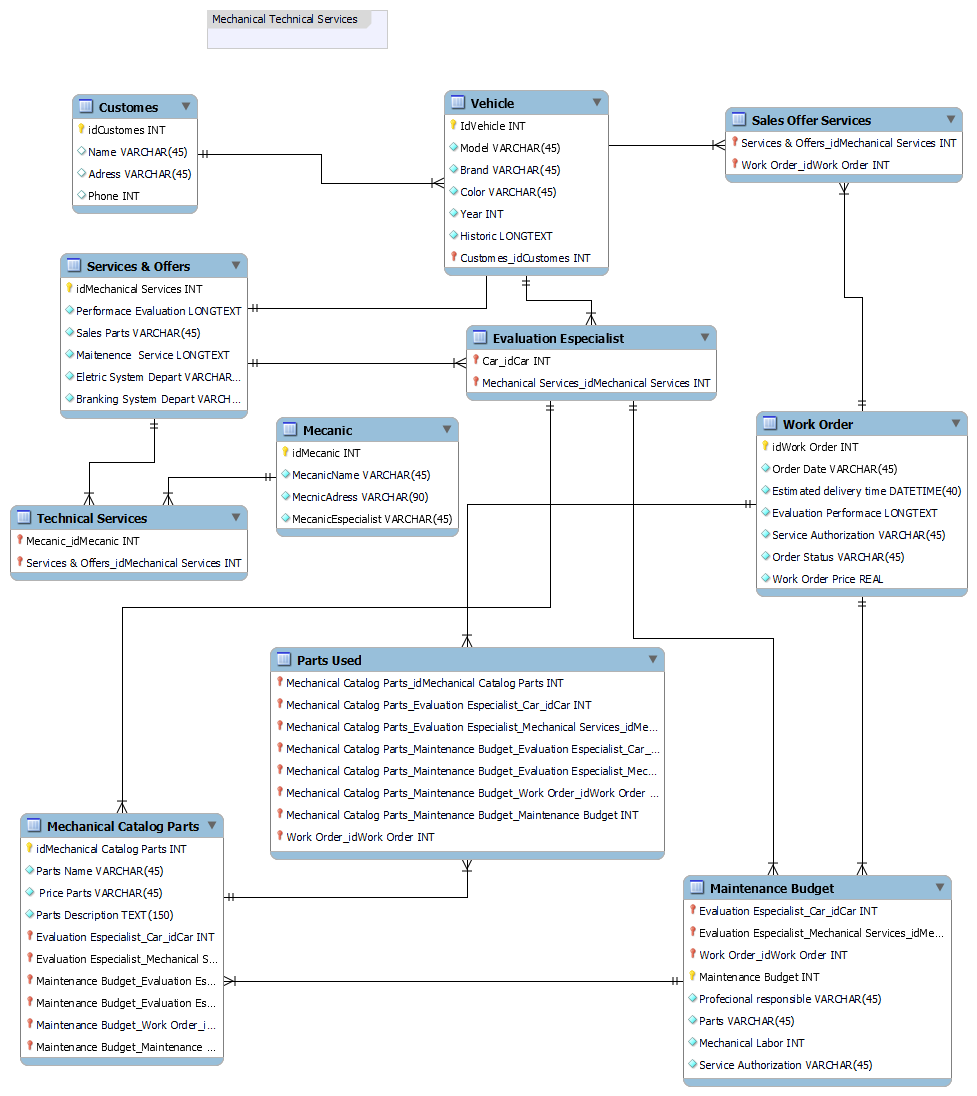 Mechanical Technical Services
Customes
idCustomes INT
Name VARCHAR(45)
Adress VARCHAR(45)
Phone INT
Vehicle
IdVehicle INT
Model VARCHAR(45)
Brand VARCHAR(45)
Color VARCHAR(45)
Year INT
Historic LONGTEXT
Customes_idCustomes INT
Sales Offer Services
Services & Offers_idMechanical Services INT
Work Order_idWork Order INT
Services & Offers
idMechanical Services INT
Performace Evaluation LONGTEXT
Sales Parts VARCHAR(45)
Maitenence Service LONGTEXT
Eletric System Depart VARCHAR...
Branking System Depart VARCH...
Evaluation Especialist
Car_idCar INT
Mechanical Services_idMechanical Services INT
Mecanic
idMecanic INT
MecanicName VARCHAR(45)
MecnicAdress VARCHAR(90)
MecanicEspecialist VARCHAR(45)
Work Order
idWork Order INT
Order Date VARCHAR(45)
Estimated delivery time DATETIME(40)
Evaluation Performace LONGTEXT
Service Authorization VARCHAR(45)
Order Status VARCHAR(45)
Work Order Price REAL
Technical Services
Mecanic_idMecanic INT
Services & Offers_idMechanical Services INT
Parts Used
Mechanical Catalog Parts_idMechanical Catalog Parts INT
Mechanical Catalog Parts_Evaluation Especialist_Car_idCar INT
Mechanical Catalog Parts_Evaluation Especialist_Mechanical Services_idMe...
Mechanical Catalog Parts_Maintenance Budget_Evaluation Especialist_Car_...
Mechanical Catalog Parts_Maintenance Budget_Evaluation Especialist_Mec...
Mechanical Catalog Parts_Maintenance Budget_Work Order_idWork Order ...
Mechanical Catalog Parts_Maintenance Budget_Maintenance Budget INT
Work Order_idWork Order INT
Mechanical Catalog Parts
idMechanical Catalog Parts INT
Parts Name VARCHAR(45)
Price Parts VARCHAR(45)
Parts Description TEXT(150)
Evaluation Especialist_Car_idCar INT
Evaluation Especialist_Mechanical S...
Maintenance Budget_Evaluation Es...
Maintenance Budget_Evaluation Es...
Maintenance Budget_Work Order_i...
Maintenance Budget_Maintenance ...
Maintenance Budget
Evaluation Especialist_Car_idCar INT
Evaluation Especialist_Mechanical Services_idMe...
Work Order_idWork Order INT
Maintenance Budget INT
Profecional responsible VARCHAR(45)
Parts VARCHAR(45)
Mechanical Labor INT
Service Authorization VARCHAR(45)